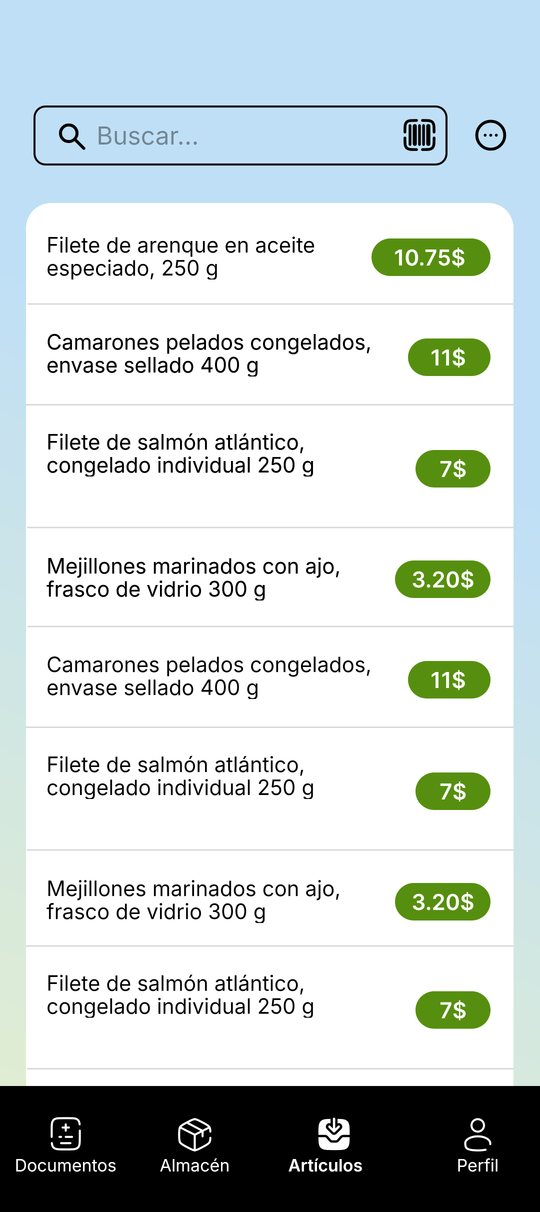 Buscar...
Filete de arenque en aceite
especiado, 250 g
10.75$
Camarones pelados congelados,
envase sellado 400 g
11$
Filete de salmón atlántico,
congelado individual 250 g
7$
Mejillones marinados con ajo,
frasco de vidrio 300 g
3.20$
Camarones pelados congelados,
envase sellado 400 g
11$
Filete de salmón atlántico,
congelado individual 250 g
7$
Mejillones marinados con ajo,
frasco de vidrio 300 g
3.20$
Filete de salmón atlántico,
congelado individual 250 g
7$
Documentos
Almacén
Artículos
Perfil